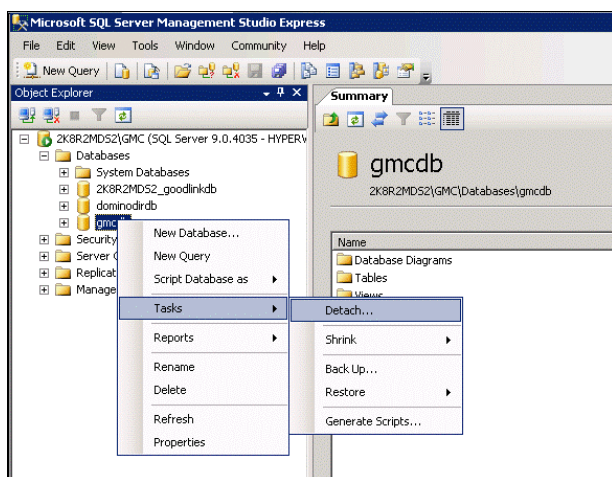 Microsoft SQL Server Management Studio Express
File Edit View Tools Window Community Help
New Query
Object Explorer
Summary
2K8R2MDS2\GMC (SQL Server 9.0.4035 - HYPERV
Databases
System Databases
2K8R2MDS2_goodlinkdb
dominodirdb
gmcdb
Security
Server
Replicat
Manage
New Database...
New Query
Script Database as
Tasks
Reports
Rename
Delete
Refresh
Properties
Detach...
Shrink
Back Up...
Restore
Generate Scripts...
gmcdb
2K8R2MDS2\GMC\Databases\gmcdb
Name
Database Diagrams
Tables
Views